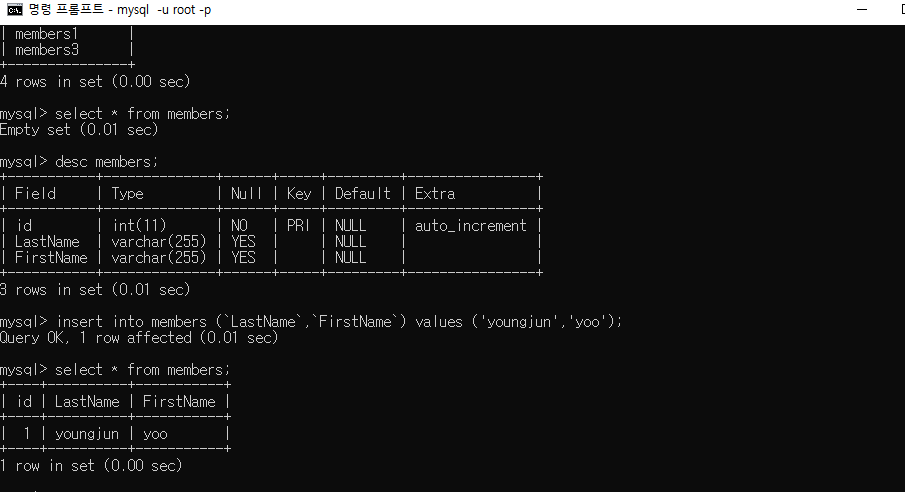 명령 프롬프트 - mysql  -u root -p
| members1      |
| members3      |
+---------------+
4 rows in set (0.00 sec)
mysql> select * from members;
Empty set (0.01 sec)
mysql> desc members;
+-----------+--------------+------+-----+---------+----------------+
| Field     | Type         | Null | Key | Default | Extra          |
+-----------+--------------+------+-----+---------+----------------+
| id        | int(11)      | NO   | PRI | NULL    | auto_increment |
| LastName  | varchar(255) | YES  |     | NULL    |                |
| FirstName | varchar(255) | YES  |     | NULL    |                |
+-----------+--------------+------+-----+---------+----------------+
3 rows in set (0.01 sec)
mysql> insert into members (`LastName`,`FirstName`) values ('youngjun','yoo');
Query OK, 1 row affected (0.01 sec)
mysql> select * from members;
+----+----------+-----------+
| id | LastName | FirstName |
+----+----------+-----------+
|  1 | youngjun | yoo       |
+----+----------+-----------+
1 row in set (0.00 sec)